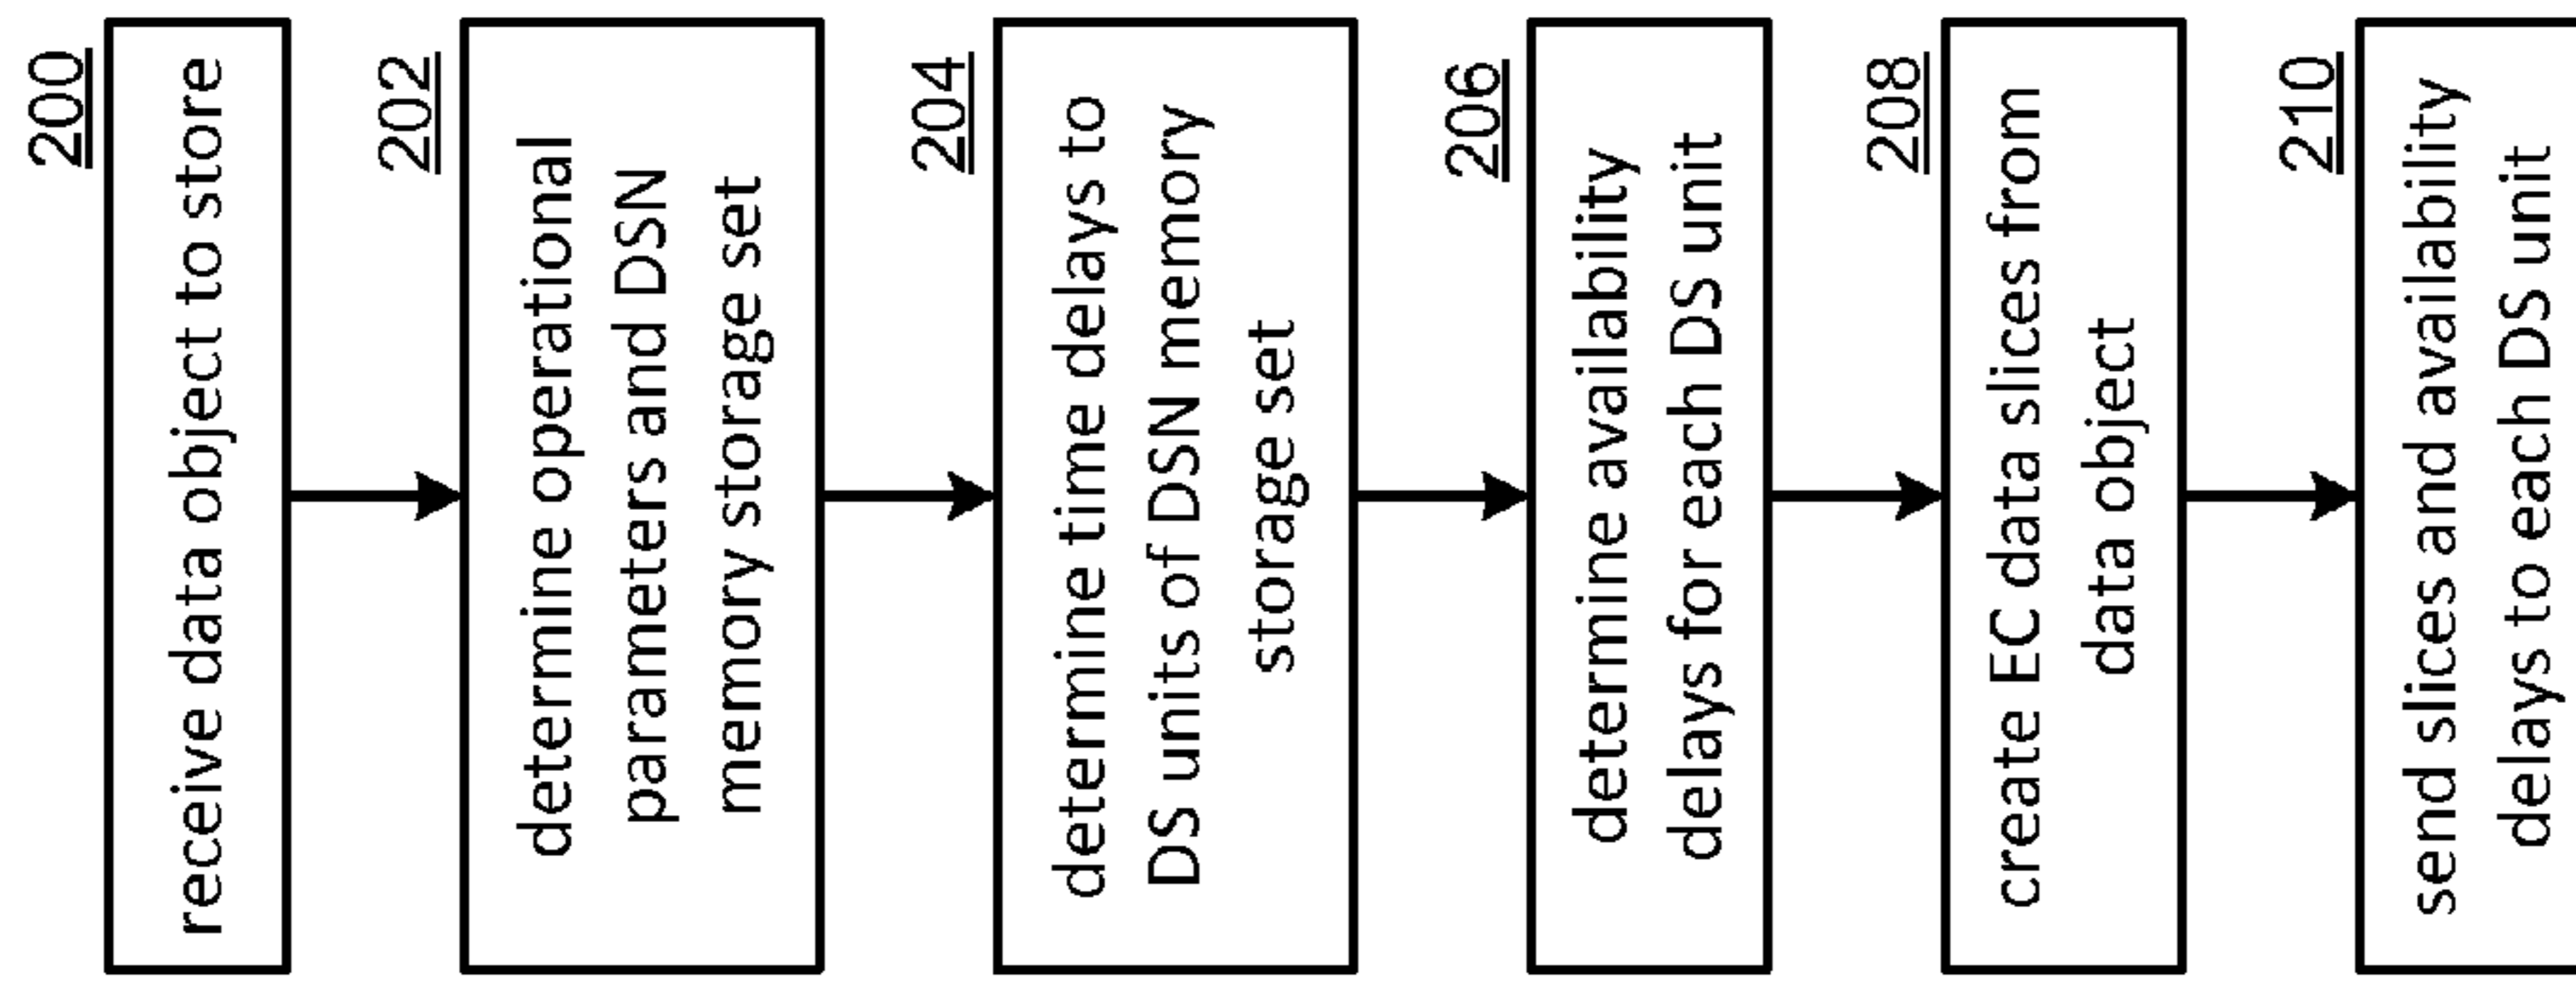 200
receive data object to store
202
determine operational
parameters and DSN
memory storage set
204
determine time delays to
DS units of DSN memory
storage set
206
determine availability
delays for each DS unit
208
create EC data slices from
data object
210
send slices and availability
delays to each DS unit